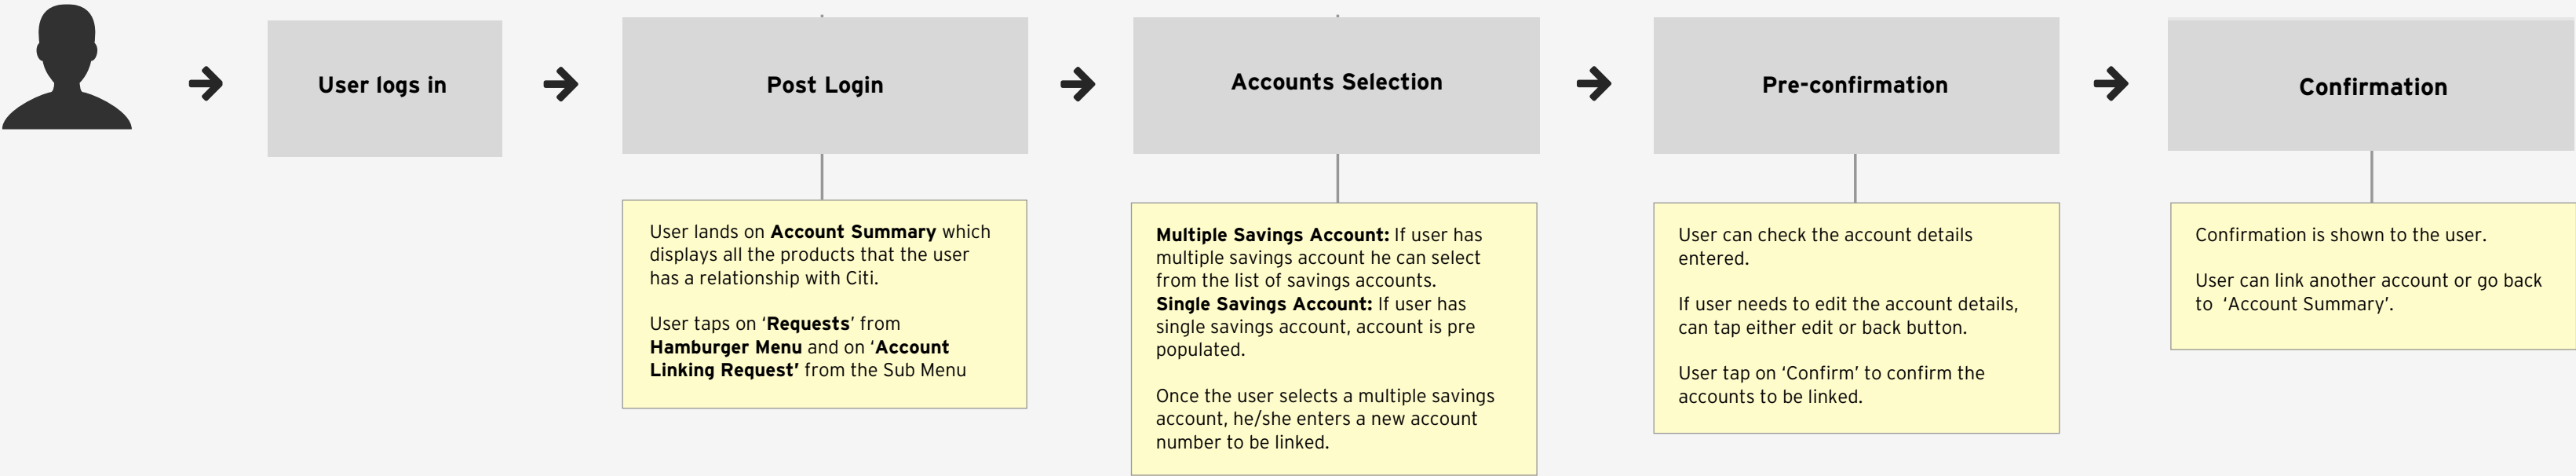 User logs in
Post Login
Accounts Selection
Pre-confirmation
Confirmation
User lands on Account Summary which
displays all the products that the user
has a relationship with Citi.
User taps on ‘Requests’ from
Hamburger Menu and on ‘Account
Linking Request’ from the Sub Menu
Multiple Savings Account: If user has
multiple savings account he can select
from the list of savings accounts.
Single Savings Account: If user has
single savings account, account is pre
populated.
Once the user selects a multiple savings
account, he/she enters a new account
number to be linked.
User can check the account details
entered.
If user needs to edit the account details,
can tap either edit or back button.
User tap on ‘Confirm’ to confirm the
accounts to be linked.
Confirmation is shown to the user.
User can link another account or go back
to ‘Account Summary’.